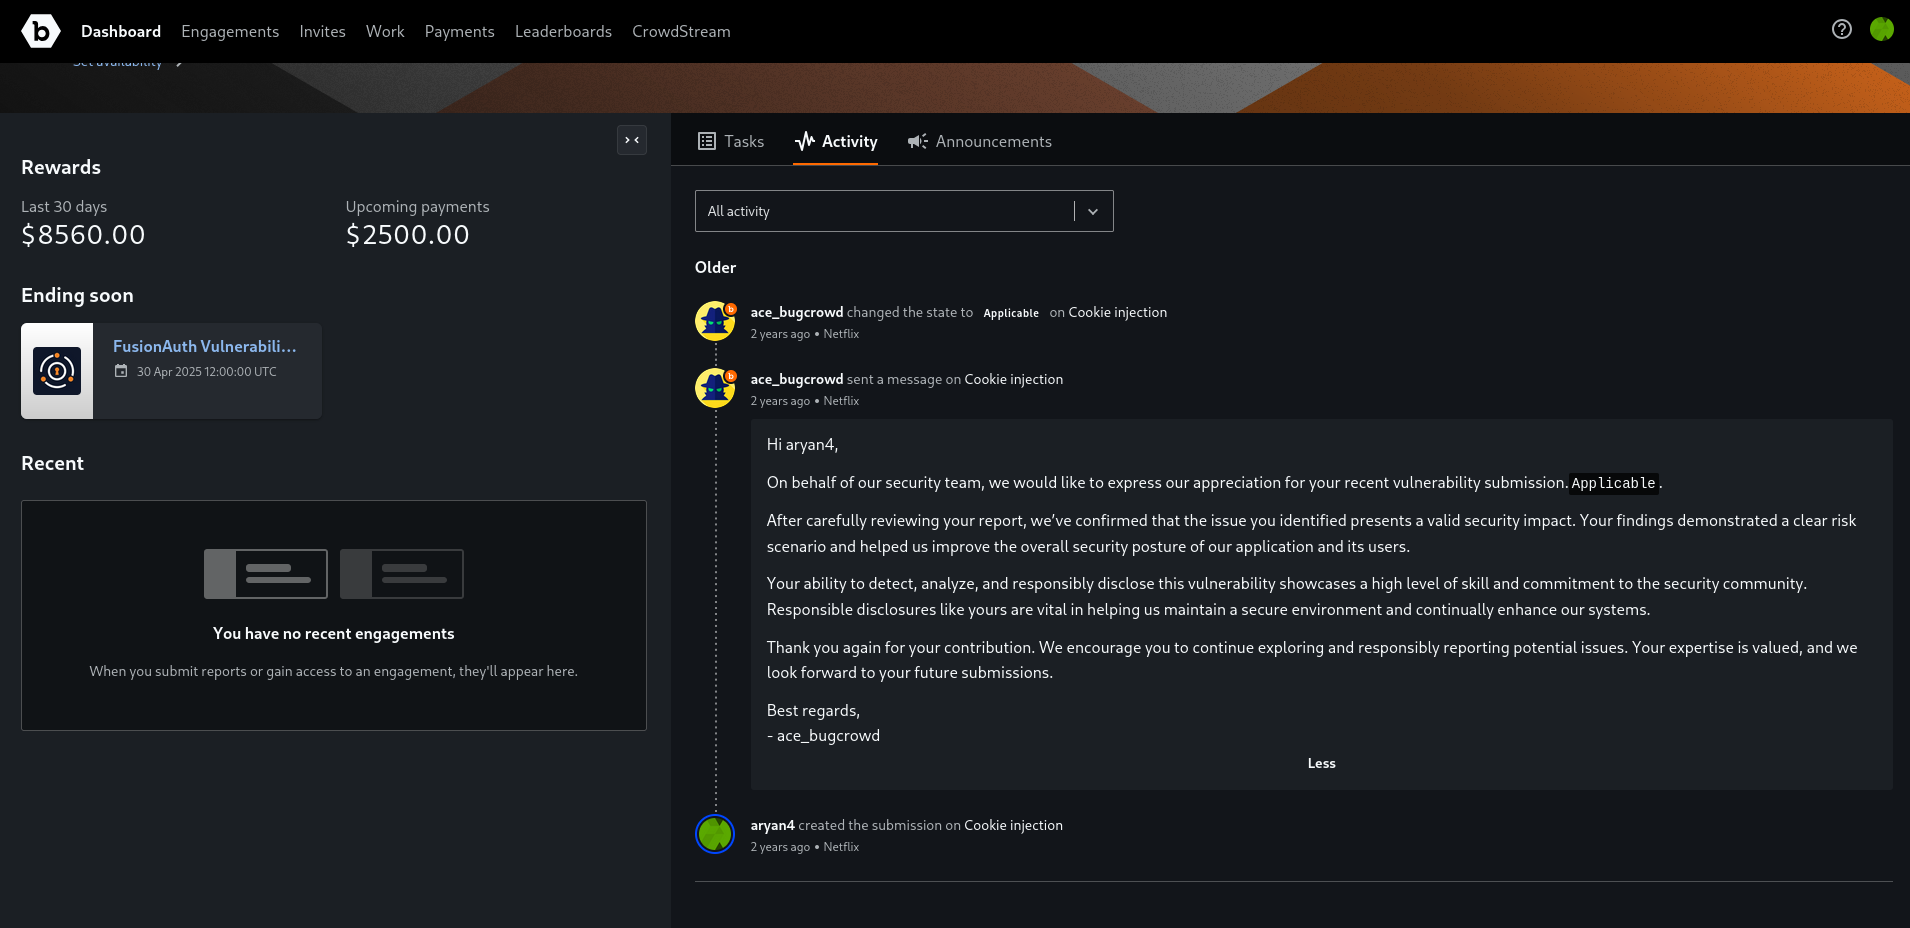 b Dashboard Engagements Invites Work Payments Leaderboards CrowdStream
Set availability
Rewards
Last 30 days
$8560.00
Upcoming payments
$2500.00
Ending soon
FusionAuth Vulnerabili...
30 Apr 2025 12:00:00 UTC
Recent
You have no recent engagements
When you submit reports or gain access to an engagement, they'll appear here.
Tasks Activity Announcements
All activity
Older
ace_bugcrowd changed the state to Applicable on Cookie injection
2 years ago • Netflix
ace_bugcrowd sent a message on Cookie injection
2 years ago • Netflix
Hi aryan4,
On behalf of our security team, we would like to express our appreciation for your recent vulnerability submission. Applicable.
After carefully reviewing your report, we’ve confirmed that the issue you identified presents a valid security impact. Your findings demonstrated a clear risk
scenario and helped us improve the overall security posture of our application and its users.
Your ability to detect, analyze, and responsibly disclose this vulnerability showcases a high level of skill and commitment to the security community.
Responsible disclosures like yours are vital in helping us maintain a secure environment and continually enhance our systems.
Thank you again for your contribution. We encourage you to continue exploring and responsibly reporting potential issues. Your expertise is valued, and we
look forward to your future submissions.
Best regards,
- ace_bugcrowd
Less
aryan4 created the submission on Cookie injection
2 years ago • Netflix